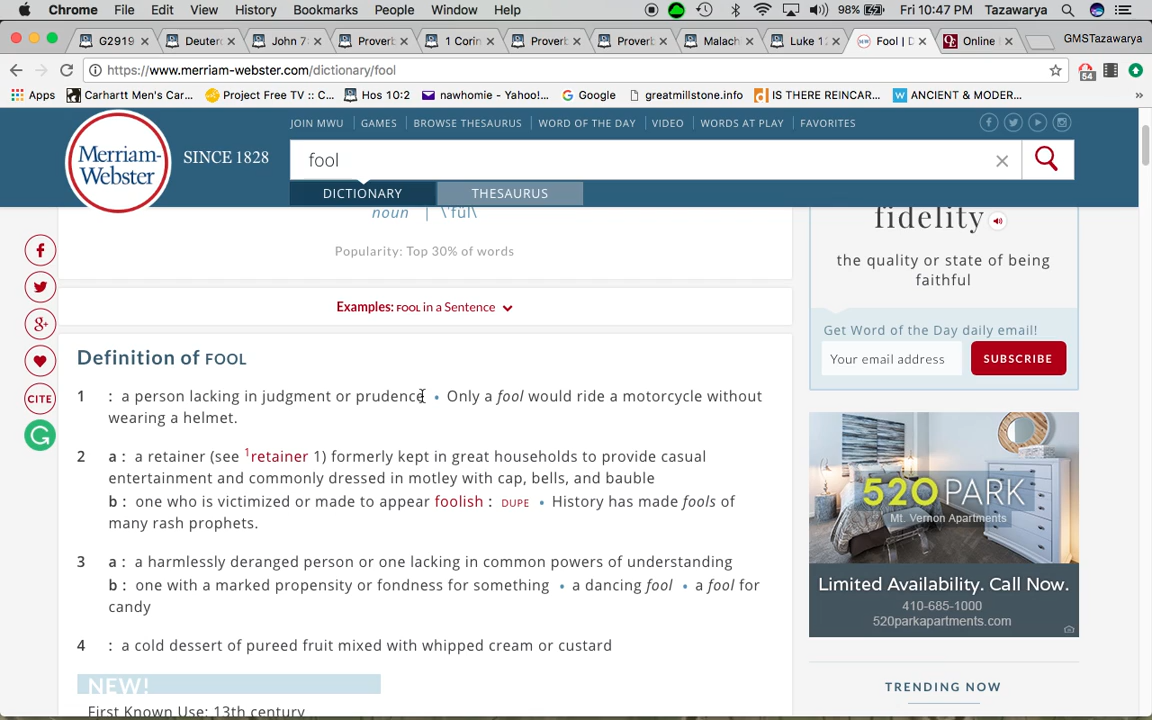 Chrome File Edit View History Bookmarks People Window Help 98% Fri 10:47 PM Tazawarya
G2919 Deutero John 7: Proverb 1 Corin Proverb Proverb Malach Luke 12 Fool | D Online GMSTazawarya
https://www.merriam-webster.com/dictionary/fool 54
Apps Carhartt Men's Car... Project Free TV :: C... Hos 10:2 nawhomie - Yahoo!... Google greatmillstone.info IS THERE REINCAR... ANCIENT & MODER... »
JOIN MWU GAMES BROWSE THESAURUS WORD OF THE DAY VIDEO WORDS AT PLAY FAVORITES
Merriam-
Webster
SINCE 1828
fool
DICTIONARY THESAURUS
noun | \ˈfül\
Popularity: Top 30% of words
Examples: FOOL in a Sentence
Definition of FOOL
1 : a person lacking in judgment or prudence • Only a fool would ride a motorcycle without
wearing a helmet.
2 a : a retainer (see 1retainer 1) formerly kept in great households to provide casual
entertainment and commonly dressed in motley with cap, bells, and bauble
b : one who is victimized or made to appear foolish : DUPE • History has made fools of
many rash prophets.
3 a : a harmlessly deranged person or one lacking in common powers of understanding
b : one with a marked propensity or fondness for something • a dancing fool • a fool for
candy
4 : a cold dessert of pureed fruit mixed with whipped cream or custard
NEW!
First Known Use: 13th century
CITE
fidelity
the quality or state of being
faithful
Get Word of the Day daily email!
Your email address SUBSCRIBE
520 PARK
Mt. Vernon Apartments
Limited Availability. Call Now.
410-685-1000
520parkapartments.com
TRENDING NOW